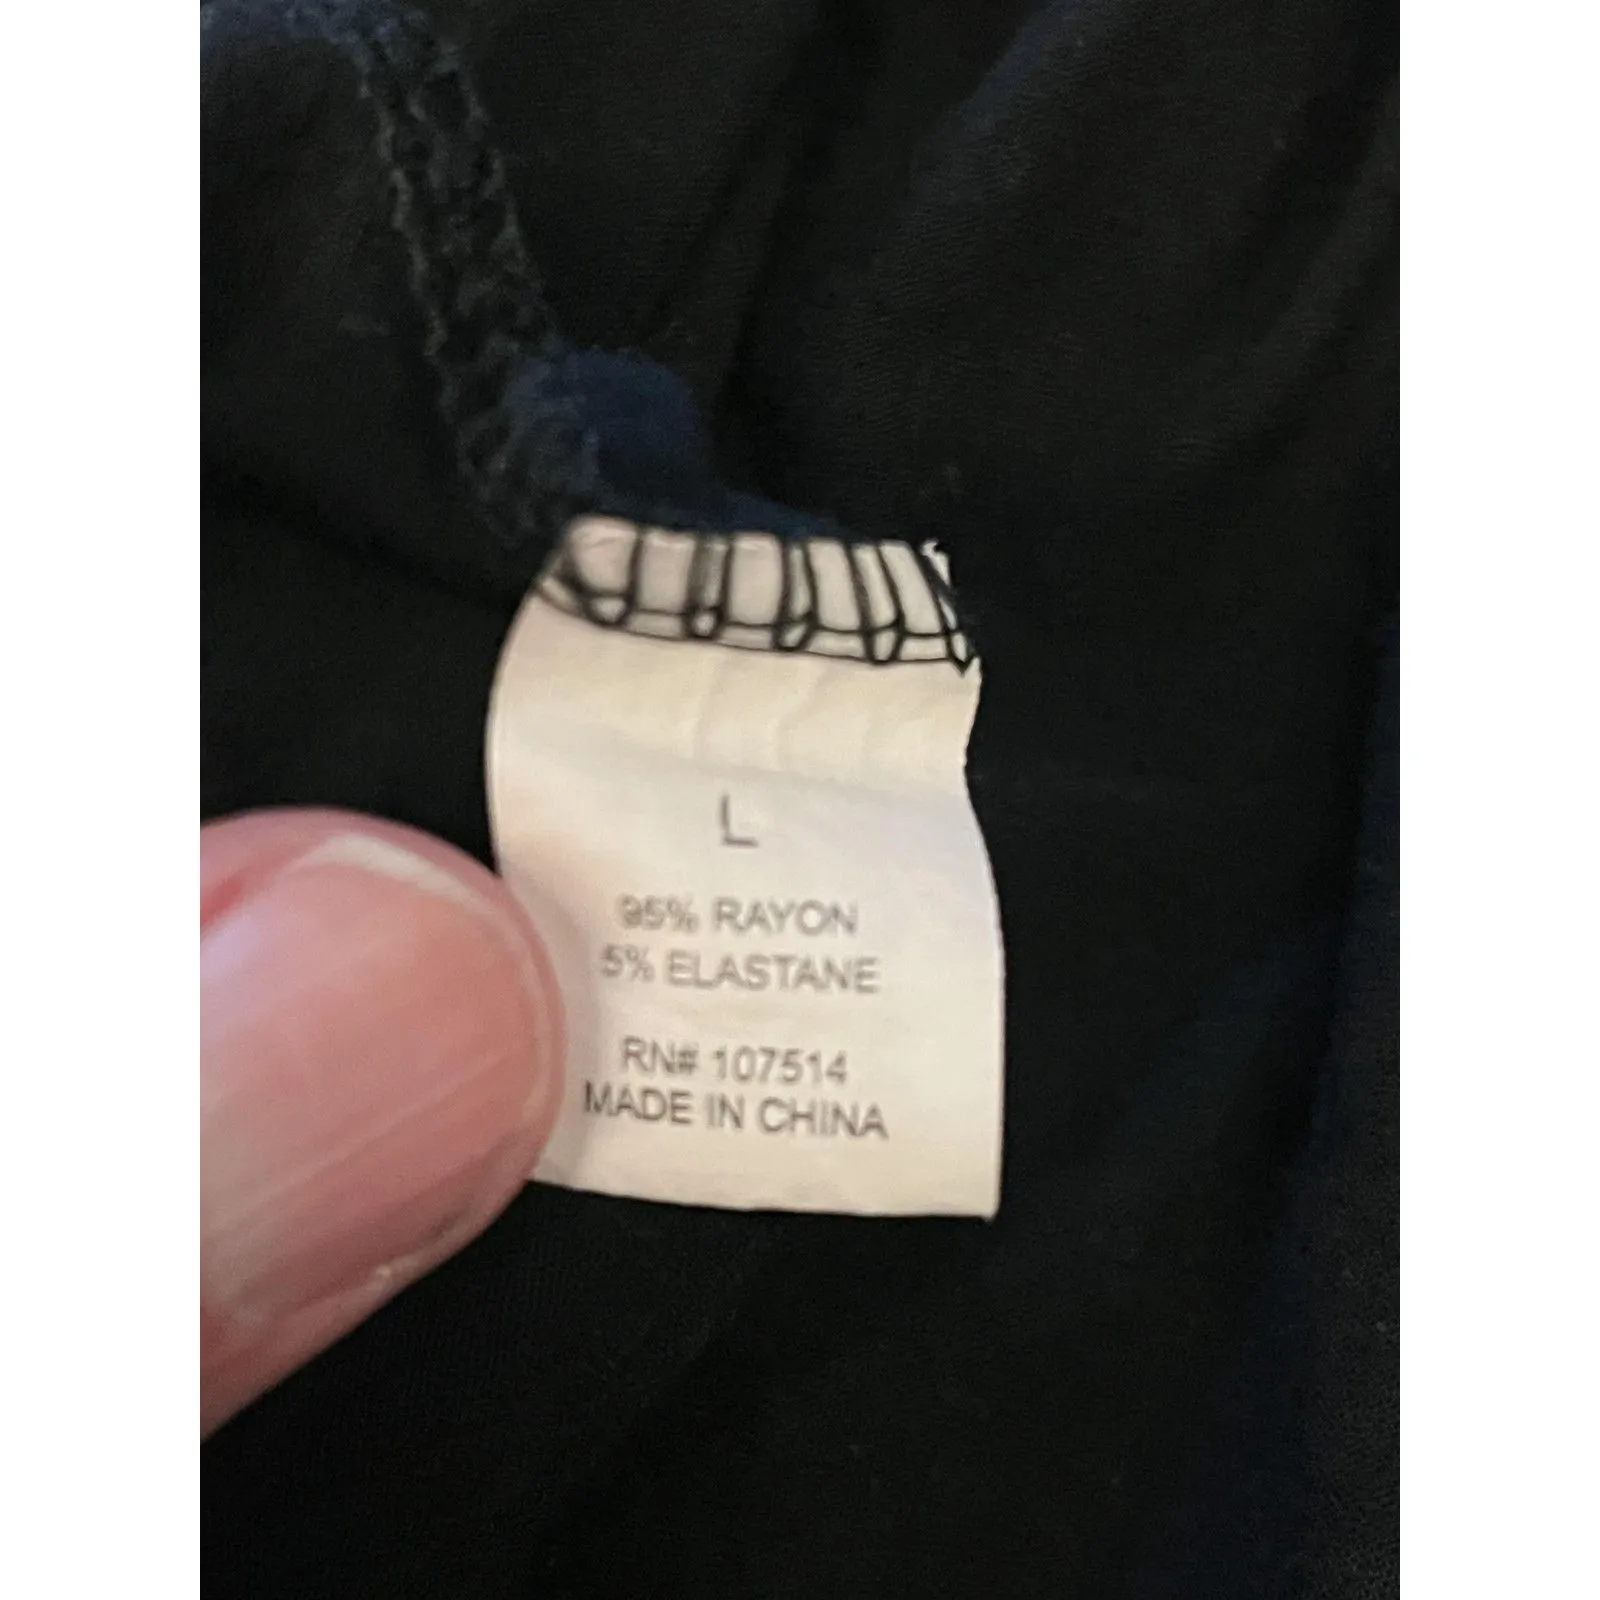 L
95% RAYON
5% ELASTANE
RN# 107514
MADE IN CHINA